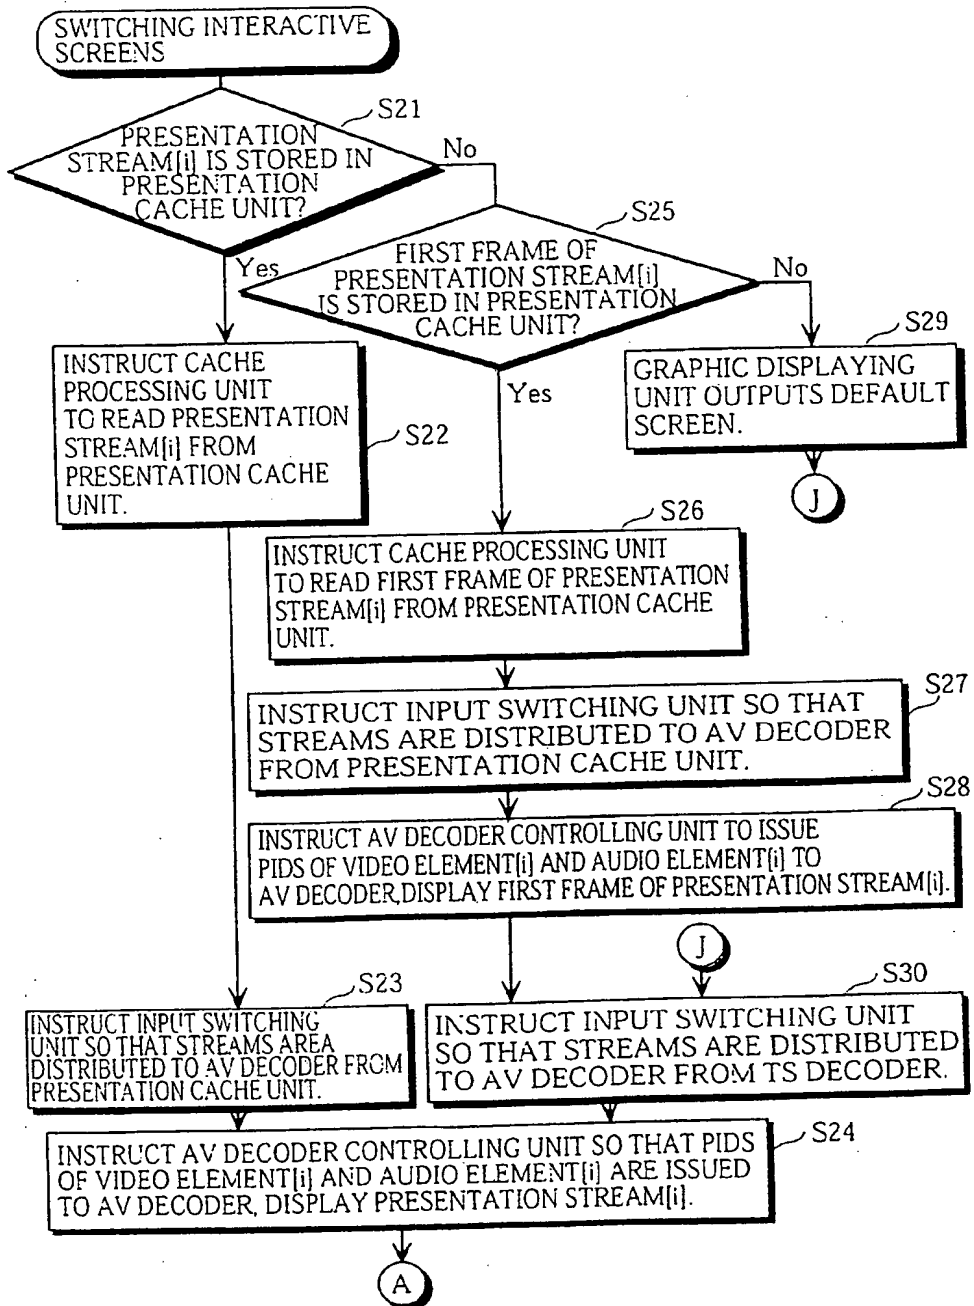 SWITCHING INTERACTIVE
SCREENS
S21
PRESENTATION
STREAM[i] IS STORED IN
PRESENTATION
CACHE UNIT?
No
Yes
S25
FIRST FRAME OF
PRESENTATION STREAM[i]
IS STORED IN PRESENTATION
CACHE UNIT?
No
Yes
S29
GRAPHIC DISPLAYING
UNIT OUTPUTS DEFAULT
SCREEN.
J
INSTRUCT CACHE
PROCESSING UNIT
TO READ PRESENTATION
STREAM[i] FROM
PRESENTATION CACHE
UNIT.
S22
S26
INSTRUCT CACHE PROCESSING UNIT
TO READ FIRST FRAME OF PRESENTATION
STREAM[i] FROM PRESENTATION CACHE
UNIT.
S27
INSTRUCT INPUT SWITCHING UNIT SO THAT
STREAMS ARE DISTRIBUTED TO AV DECODER
FROM PRESENTATION CACHE UNIT.
S28
INSTRUCT AV DECODER CONTROLLING UNIT TO ISSUE
PIDS OF VIDEO ELEMENT[i] AND AUDIO ELEMENT[i] TO
AV DECODER,DISPLAY FIRST FRAME OF PRESENTATION STREAM[i].
J
S23
INSTRUCT INPUT SWITCHING
UNIT SO THAT STREAMS AREA
DISTRIBUTED TO AV DECODER FROM
PRESENTATION CACHE UNIT.
S30
INSTRUCT INPUT SWITCHING UNIT
SO THAT STREAMS ARE DISTRIBUTED
TO AV DECODER FROM TS DECODER.
S24
INSTRUCT AV DECODER CONTROLLING UNIT SO THAT PIDS
OF VIDEO ELEMENT[i] AND AUDIO ELEMENT[i] ARE ISSUED
TO AV DECODER, DISPLAY PRESENTATION STREAM[i].
A